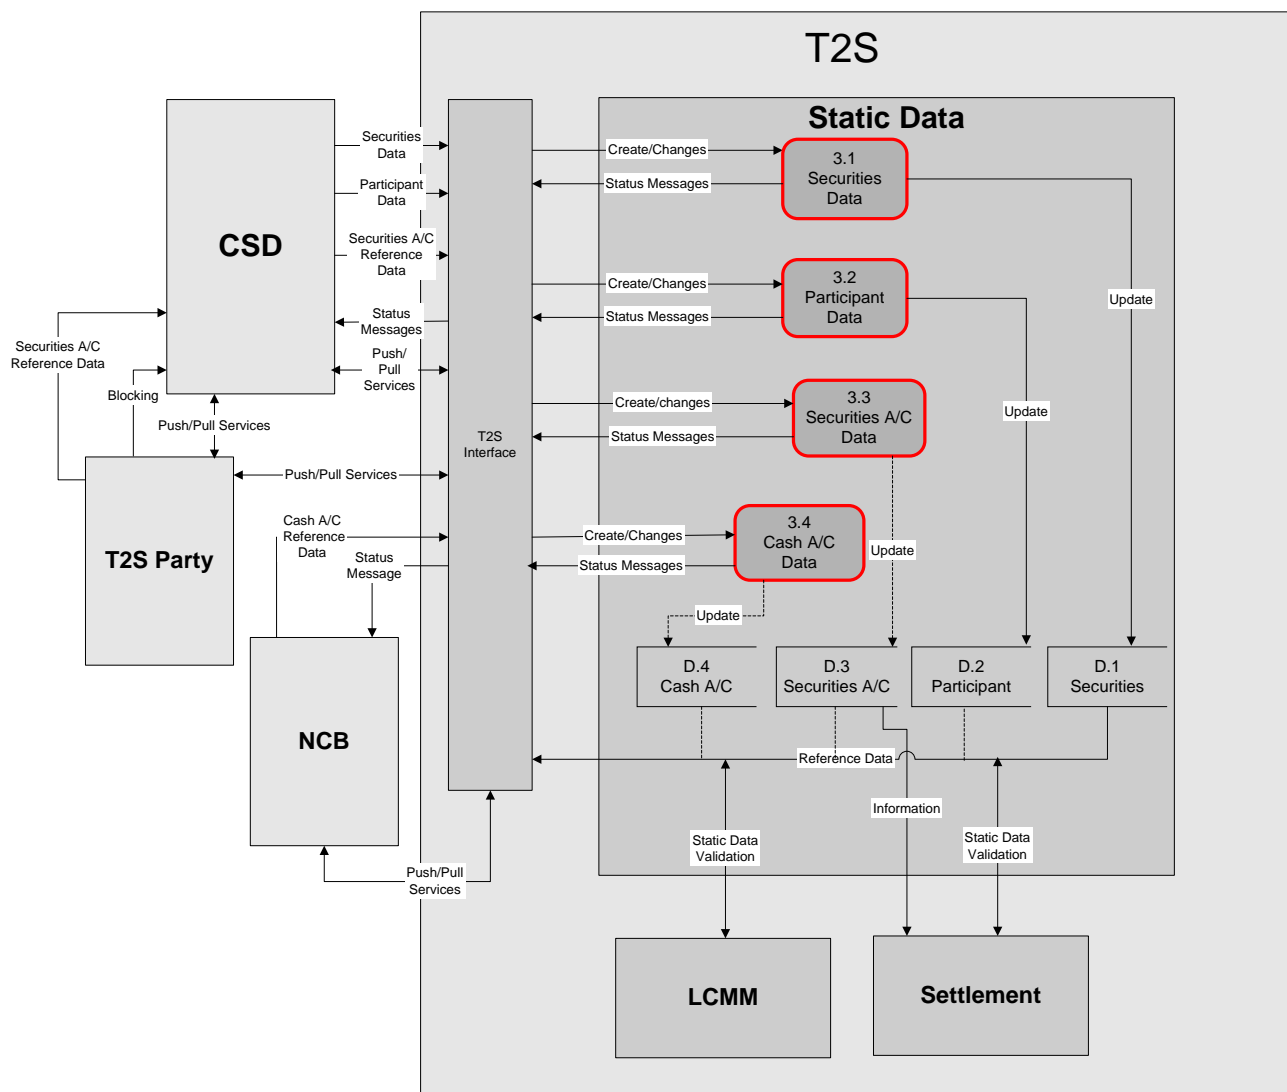 T2S
Static Data
CSD
Securities
Data
Participant
Data
Securities A/C
Reference
Data
Status
Messages
Push/
Pull
Services
Securities A/C
Reference Data
Blocking
Push/Pull Services
T2S Party
Push/Pull Services
Cash A/C
Reference
Data
Status
Message
NCB
Push/Pull
Services
T2S
Interface
Create/Changes
Status Messages
3.1
Securities
Data
Create/Changes
Status Messages
3.2
Participant
Data
Create/changes
Status Messages
3.3
Securities A/C
Data
Create/Changes
Status Messages
3.4
Cash A/C
Data
Update
Update
Update
Update
D.4
Cash A/C
D.3
Securities A/C
D.2
Participant
D.1
Securities
Reference Data
Information
Static Data
Validation
Static Data
Validation
LCMM
Settlement